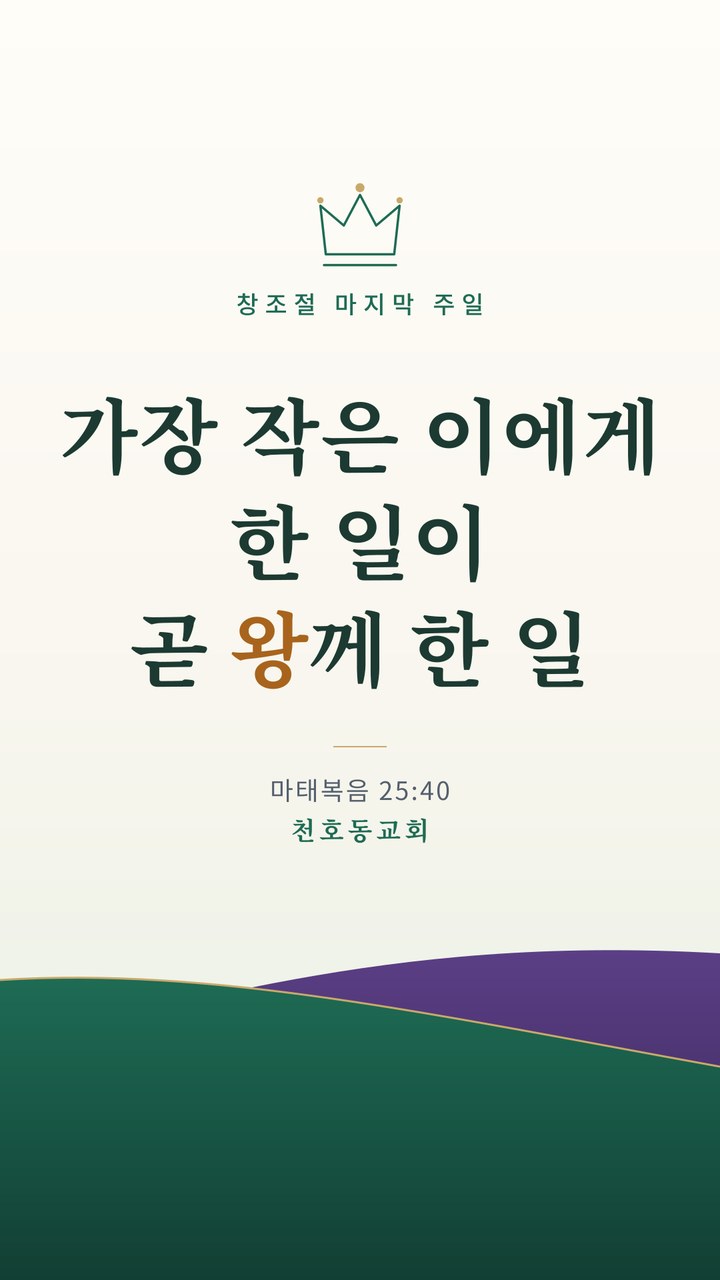 창조절 마지막 주일
가장 작은 이에게
한 일이
곧 왕께 한 일
마태복음 25:40
천호동교회